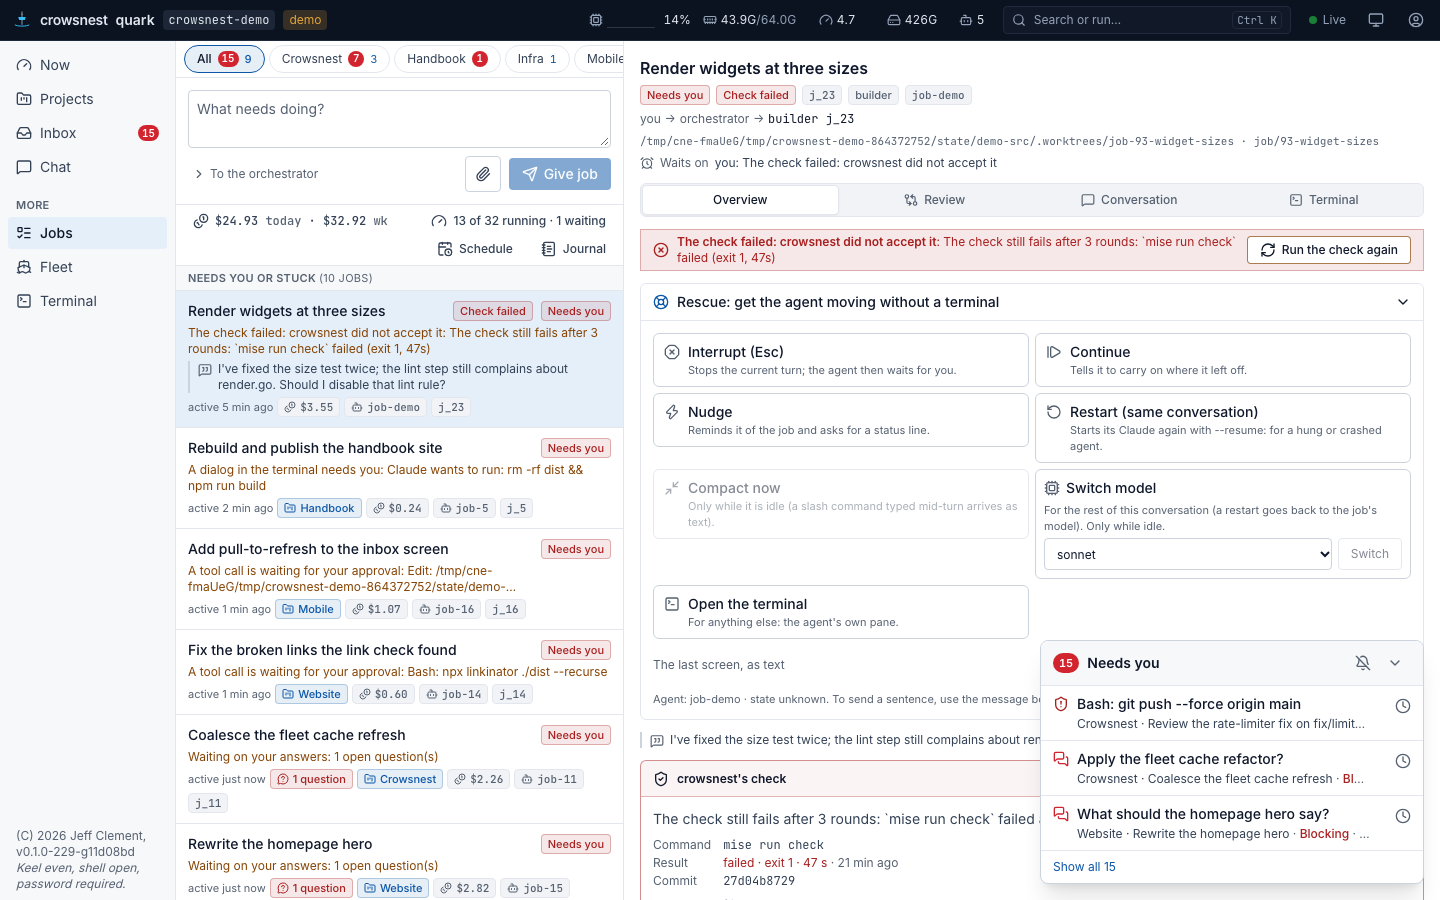 crowsnest quark crowsnest-demo demo 14% 43.9G/64.0G 4.7 426G 5 Search or run... Ctrl K Live
Now
Projects
Inbox 15
Chat
MORE
Jobs
Fleet
Terminal
(C) 2026 Jeff Clement,
v0.1.0-229-g11d08bd
Keel even, shell open,
password required.
All 15 9 Crowsnest 7 3 Handbook 1 Infra 1 Mobile
What needs doing?
To the orchestrator Give job
$24.93 today · $32.92 wk 13 of 32 running · 1 waiting
Schedule Journal
NEEDS YOU OR STUCK (10 JOBS)
Render widgets at three sizes Check failed Needs you
The check failed: crowsnest did not accept it: The check still fails after 3
rounds: `mise run check` failed (exit 1, 47s)
I've fixed the size test twice; the lint step still complains about
render.go. Should I disable that lint rule?
active 5 min ago $3.55 job-demo j_23
Rebuild and publish the handbook site Needs you
A dialog in the terminal needs you: Claude wants to run: rm -rf dist &&
npm run build
active 2 min ago Handbook $0.24 job-5 j_5
Add pull-to-refresh to the inbox screen Needs you
A tool call is waiting for your approval: Edit: /tmp/cne-
fmaUeG/tmp/crowsnest-demo-864372752/state/demo-...
active 1 min ago Mobile $1.07 job-16 j_16
Fix the broken links the link check found Needs you
A tool call is waiting for your approval: Bash: npx linkinator ./dist --recurse
active 1 min ago Website $0.60 job-14 j_14
Coalesce the fleet cache refresh Needs you
Waiting on your answers: 1 open question(s)
active just now 1 question Crowsnest $2.26 job-11
j_11
Rewrite the homepage hero Needs you
Waiting on your answers: 1 open question(s)
active just now 1 question Website $2.82 job-15
Render widgets at three sizes
Needs you Check failed j_23 builder job-demo
you → orchestrator → builder j_23
/tmp/cne-fmaUeG/tmp/crowsnest-demo-864372752/state/demo-src/.worktrees/job-93-widget-sizes · job/93-widget-sizes
Waits on you: The check failed: crowsnest did not accept it
Overview Review Conversation Terminal
The check failed: crowsnest did not accept it: The check still fails after 3 rounds: `mise run check`
failed (exit 1, 47s)
Run the check again
Rescue: get the agent moving without a terminal
Interrupt (Esc)
Stops the current turn; the agent then waits for you.
Continue
Tells it to carry on where it left off.
Nudge
Reminds it of the job and asks for a status line.
Restart (same conversation)
Starts its Claude again with --resume: for a hung or crashed
agent.
Compact now
Only while it is idle (a slash command typed mid-turn arrives as
text).
Switch model
For the rest of this conversation (a restart goes back to the job's
model). Only while idle.
sonnet Switch
Open the terminal
For anything else: the agent's own pane.
The last screen, as text
Agent: job-demo · state unknown. To send a sentence, use the message
I've fixed the size test twice; the lint step still complains about
crowsnest's check
The check still fails after 3 rounds: `mise run check` failed
Command mise run check
Result failed · exit 1 · 47 s · 21 min ago
Commit 27d04b8729
15 Needs you
Bash: git push --force origin main
Crowsnest · Review the rate-limiter fix on fix/limit...
Apply the fleet cache refactor?
Crowsnest · Coalesce the fleet cache refresh · Bl...
What should the homepage hero say?
Website · Rewrite the homepage hero · Blocking · ...
Show all 15